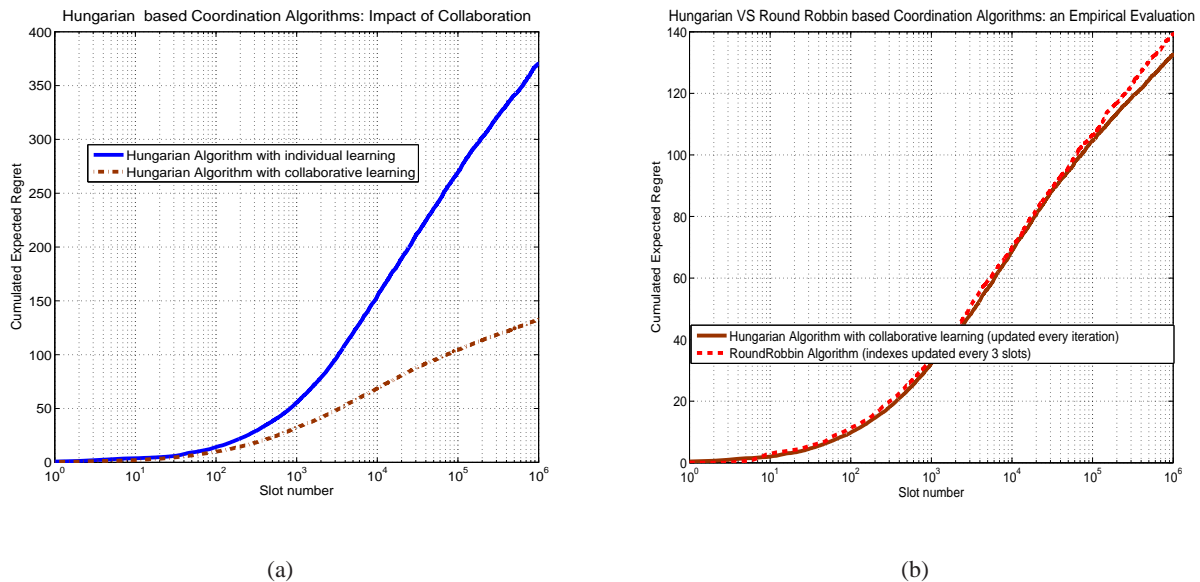 Hungarian based Coordination Algorithms: Impact of Collaboration
400
350
300
250
200
150
100
50
0
Cumulated Expected Regret
Hungarian Algorithm with individual learning
Hungarian Algorithm with collaborative learning
10^0 10^1 10^2 10^3 10^4 10^5 10^6
Slot number
(a)
Hungarian VS Round Robbin based Coordination Algorithms: an Empirical Evaluation
140
120
100
80
60
40
20
0
Cumulated Expected Regret
Hungarian Algorithm with collaborative learning (updated every iteration)
RoundRobbin Algorithm (indexes updated every 3 slots)
10^0 10^1 10^2 10^3 10^4 10^5 10^6
Slot number
(b)